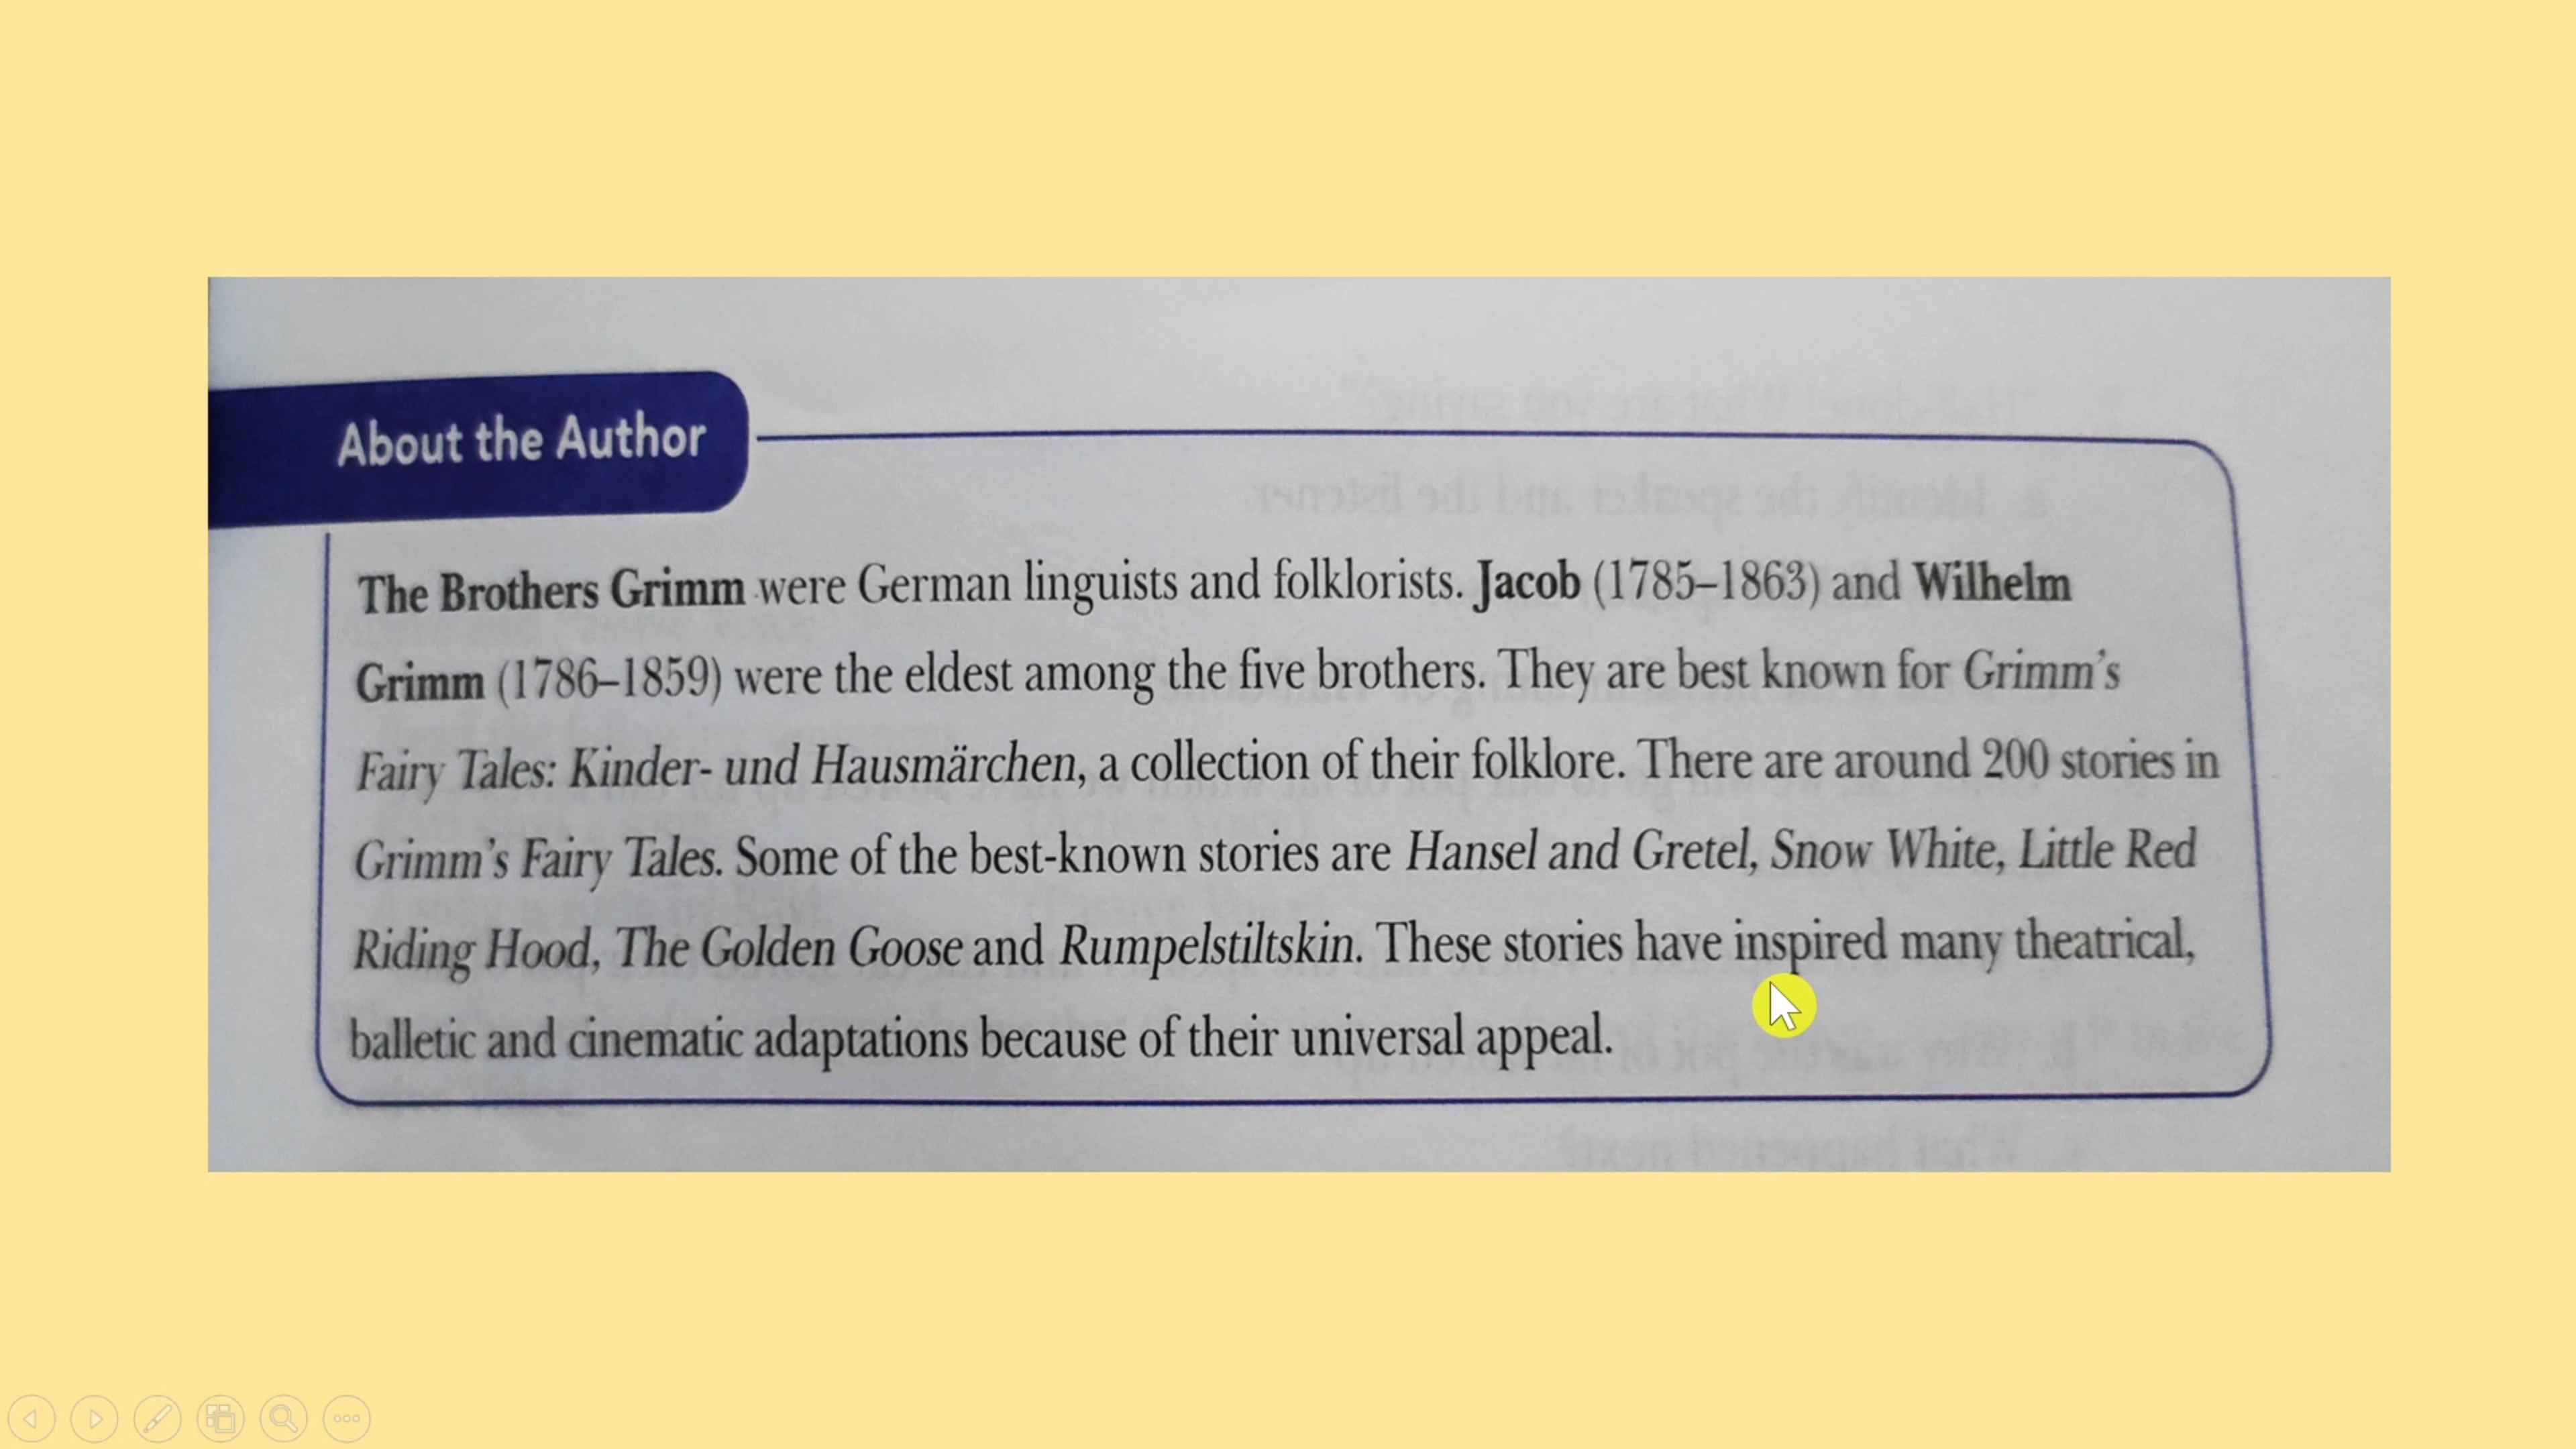 About the Author
The Brothers Grimm were German linguists and folklorists. Jacob (1785–1863) and Wilhelm
Grimm (1786–1859) were the eldest among the five brothers. They are best known for Grimm's
Fairy Tales: Kinder- und Hausmärchen, a collection of their folklore. There are around 200 stories in
Grimm's Fairy Tales. Some of the best-known stories are Hansel and Gretel, Snow White, Little Red
Riding Hood, The Golden Goose and Rumpelstiltskin. These stories have inspired many theatrical,
balletic and cinematic adaptations because of their universal appeal.